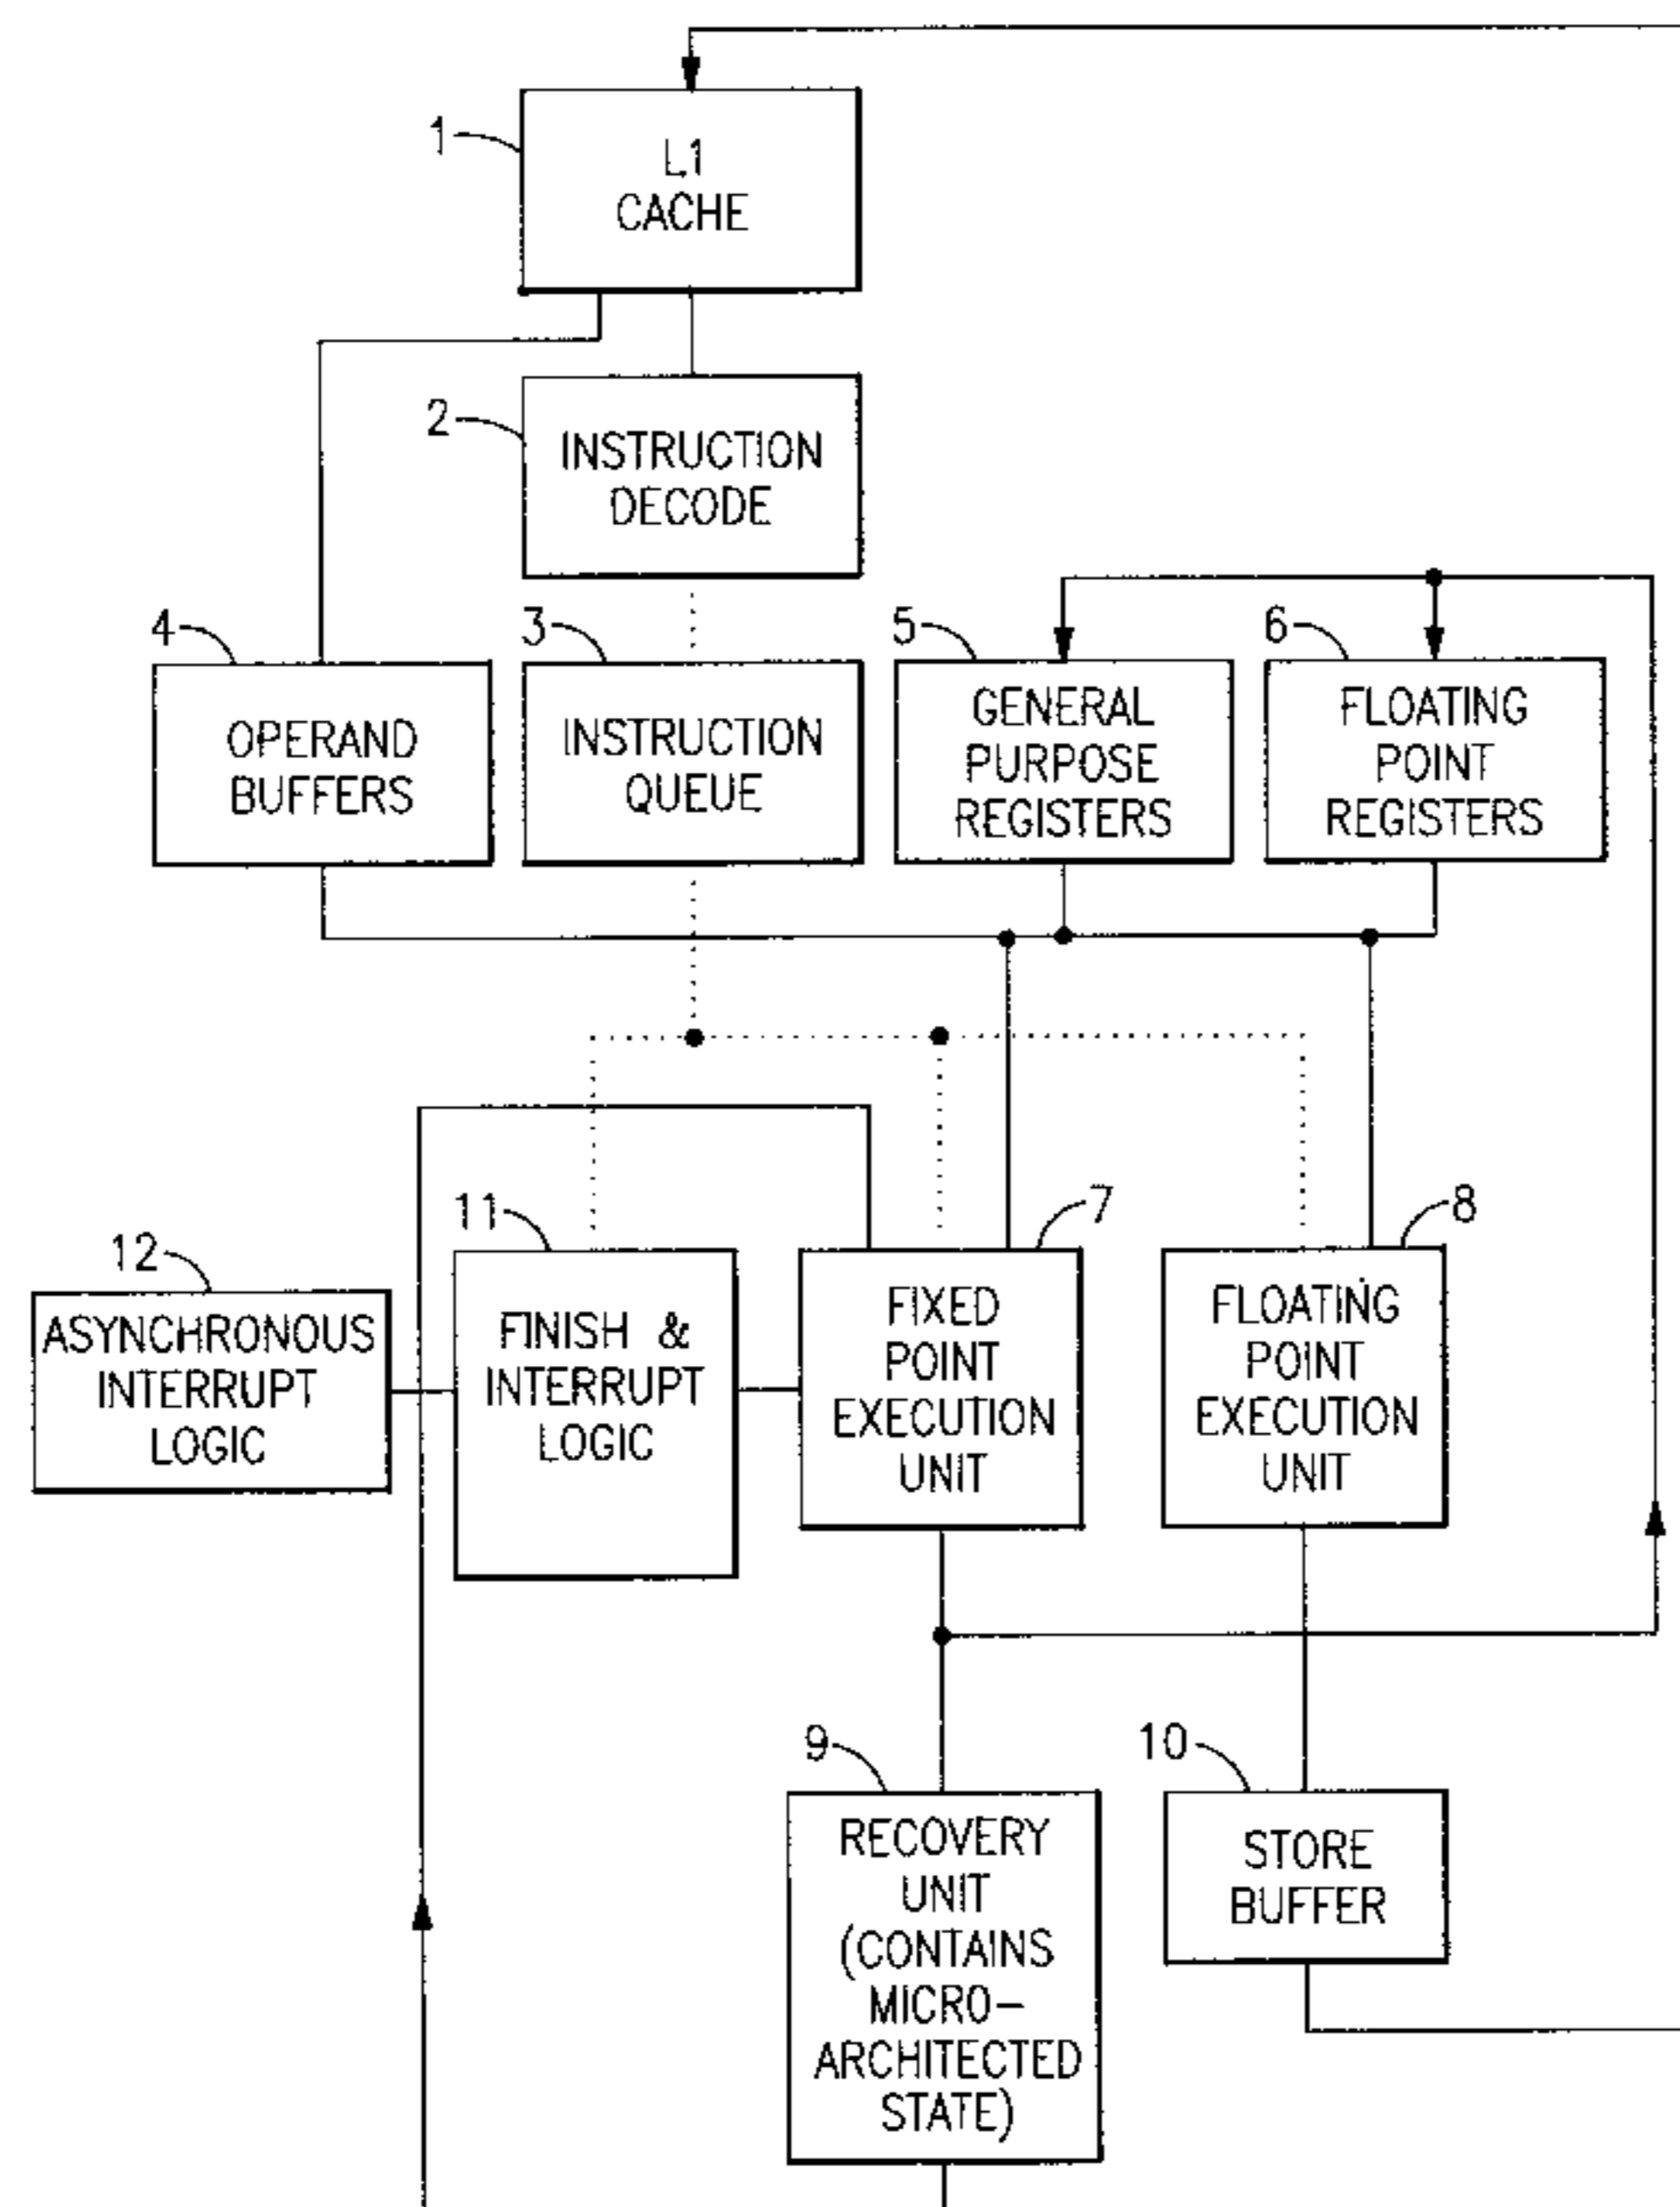 1
L1
CACHE
2
INSTRUCTION
DECODE
4
OPERAND
BUFFERS
3
INSTRUCTION
QUEUE
5
GENERAL
PURPOSE
REGISTERS
6
FLOATING
POINT
REGISTERS
12
ASYNCHRONOUS
INTERRUPT
LOGIC
11
FINISH &
INTERRUPT
LOGIC
7
FIXED
POINT
EXECUTION
UNIT
8
FLOATING
POINT
EXECUTION
UNIT
9
RECOVERY
UNIT
(CONTAINS
MICRO-
ARCHITECTED
STATE)
10
STORE
BUFFER